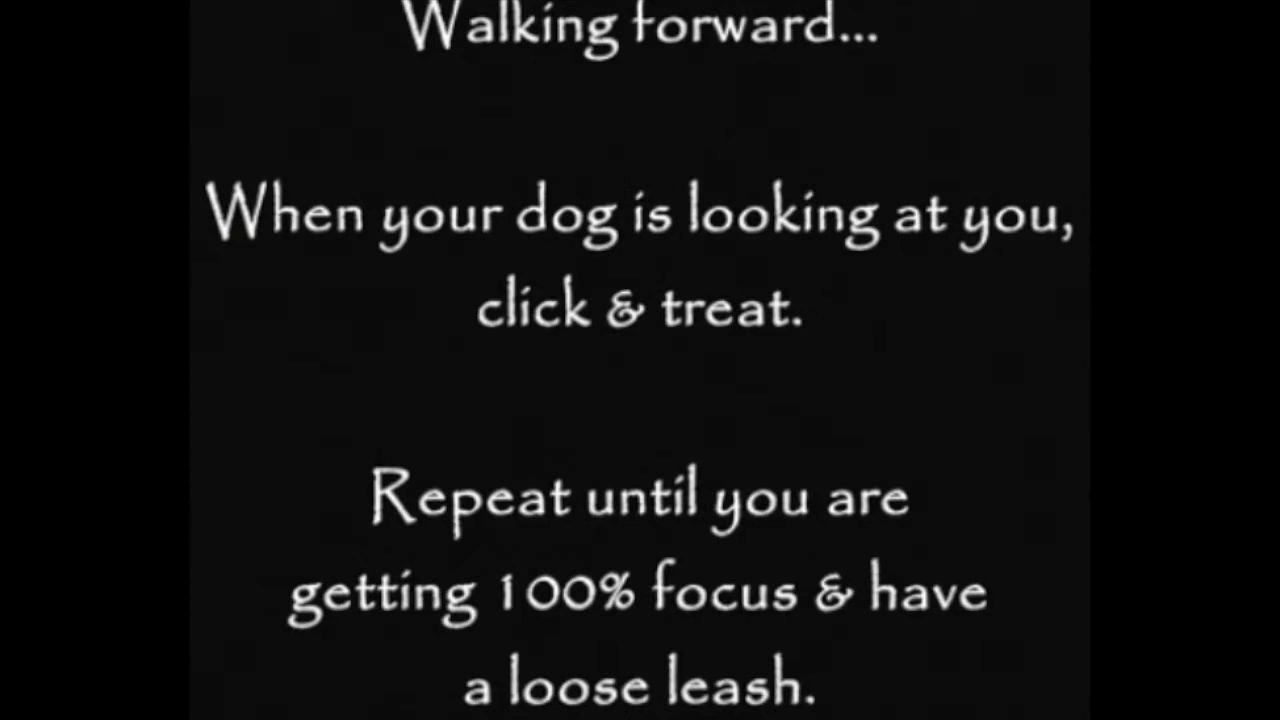 Walking forward...
When your dog is looking at you,
click & treat.
Repeat until you are
getting 100% focus & have
a loose leash.